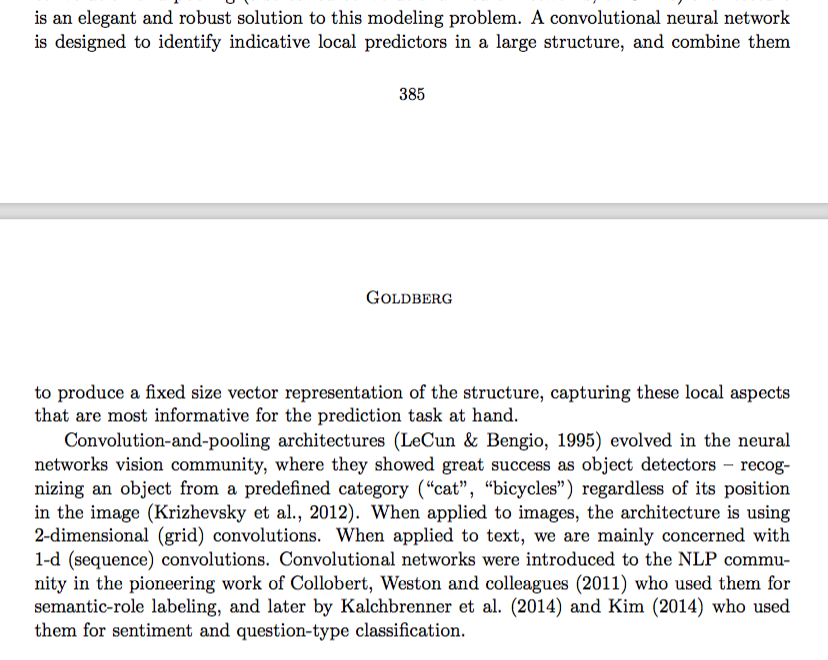 is an elegant and robust solution to this modeling problem. A convolutional neural network
is designed to identify indicative local predictors in a large structure, and combine them
385
GOLDBERG
to produce a fixed size vector representation of the structure, capturing these local aspects
that are most informative for the prediction task at hand.
Convolution-and-pooling architectures (LeCun & Bengio, 1995) evolved in the neural
networks vision community, where they showed great success as object detectors – recog-
nizing an object from a predefined category (“cat”, “bicycles”) regardless of its position
in the image (Krizhevsky et al., 2012). When applied to images, the architecture is using
2-dimensional (grid) convolutions. When applied to text, we are mainly concerned with
1-d (sequence) convolutions. Convolutional networks were introduced to the NLP commu-
nity in the pioneering work of Collobert, Weston and colleagues (2011) who used them for
semantic-role labeling, and later by Kalchbrenner et al. (2014) and Kim (2014) who used
them for sentiment and question-type classification.